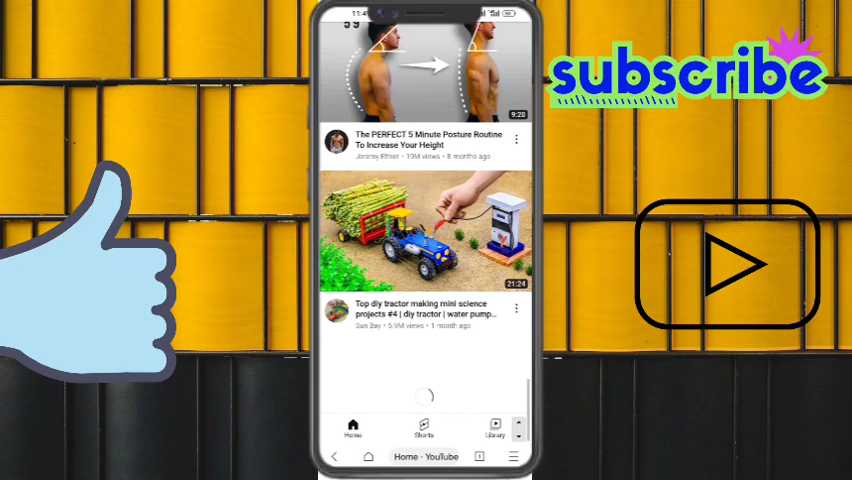 subscribe
59
9:20
The PERFECT 5 Minute Posture Routine
To Increase Your Height
Jeremy Ethier • 10M views • 8 months ago
21:24
Top diy tractor making mini science
projects #4 | diy tractor | water pump...
Sun Bay • 5.9M views • 1 month ago
Home
Shorts
Library
Home - YouTube
1